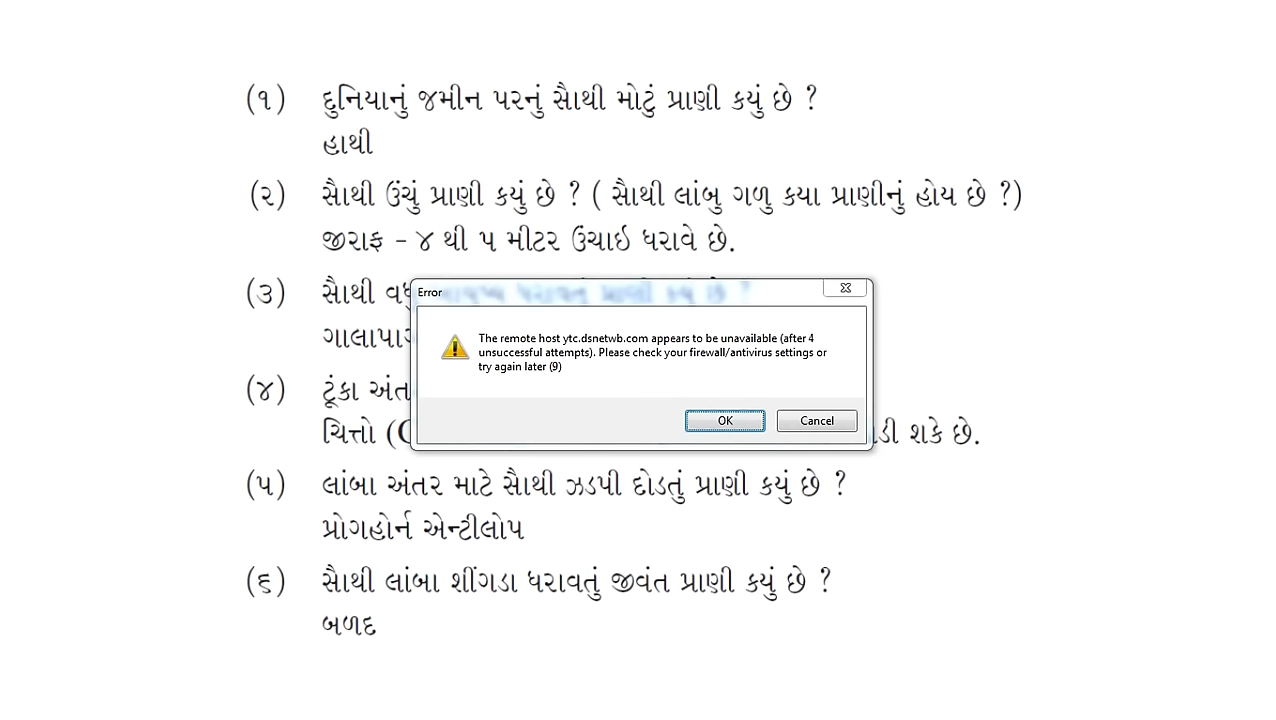 (૧) દુનિયાનું જમીન પરનું સૌથી મોટું પ્રાણી કયું છે ?
હાથી
(૨) સૌથી ઉંચું પ્રાણી કયું છે ? ( સૌથી લાંબુ ગળુ કયા પ્રાણીનું હોય છે ?)
જીરાફ - ૪ થી ૫ મીટર ઉંચાઇ ધરાવે છે.
(૩) સૌથી
Error
The remote host ytc.dsnetwb.com appears to be unavailable (after 4
unsuccessful attempts). Please check your firewall/antivirus settings or
try again later (9)
OK Cancel
(૪) ટૂંકા
ચિત્તો શકે છે.
(૫) લાંબા અંતર માટે સૌથી ઝડપી દોડતું પ્રાણી કયું છે ?
પ્રોગહોર્ન એન્ટીલોપ
(૬) સૌથી લાંબા શીંગડા ધરાવતું જીવંત પ્રાણી કયું છે ?
બળદ